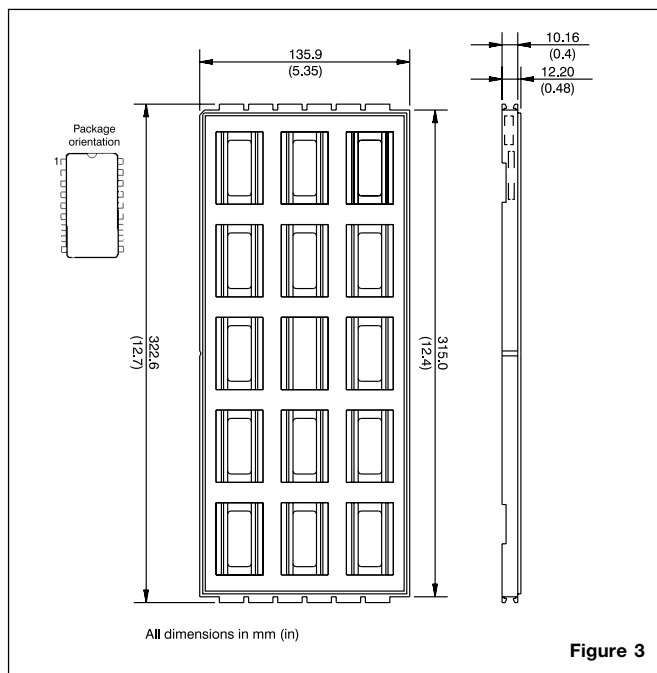 135.9
(5.35)
10.16
(0.4)
12.20
(0.48)
Package
orientation
1
322.6
(12.7)
315.0
(12.4)
All dimensions in mm (in)
Figure 3